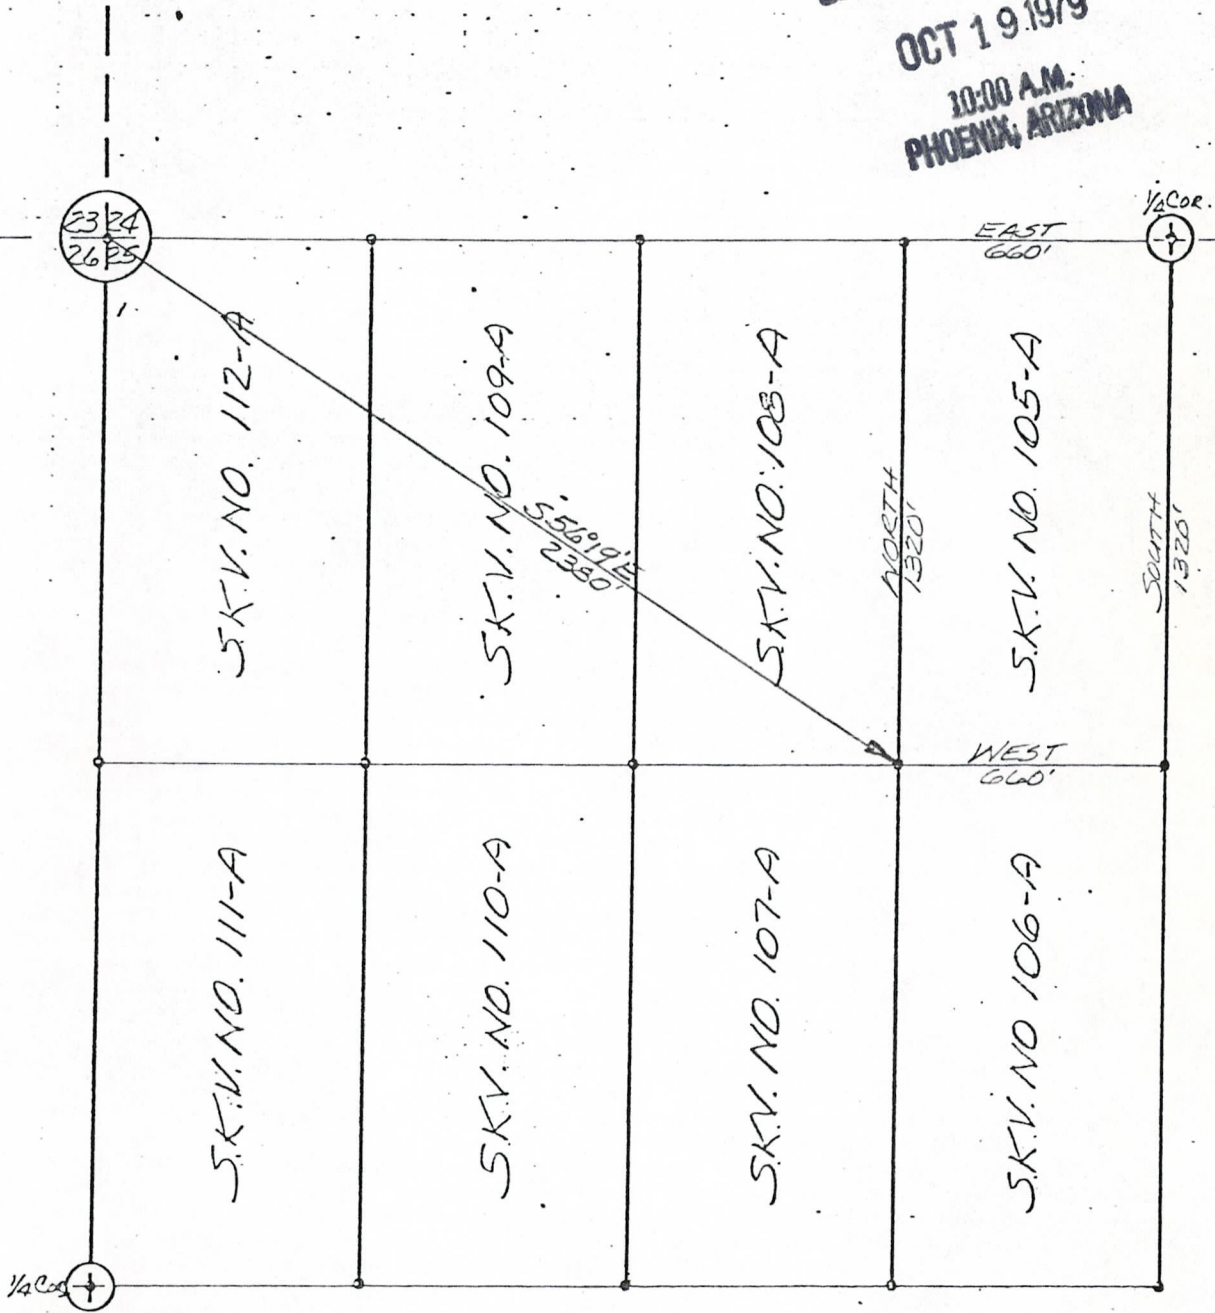 OCT 19 1979
10:00 A.M.
PHOENIX, ARIZONA
1/4 COR.
23 24
26 25
EAST
660'
S.K.V. NO. 112-A
S.K.V. NO. 109-A
S.K.V. NO. 108-A
S.K.V. NO. 105-A
S.56°19'E
2380'
NORTH
1320'
SOUTH
1320'
WEST
660'
S.K.V. NO. 111-A
S.K.V. NO. 110-A
S.K.V. NO. 107-A
S.K.V. NO 106-A
1/4 COR.